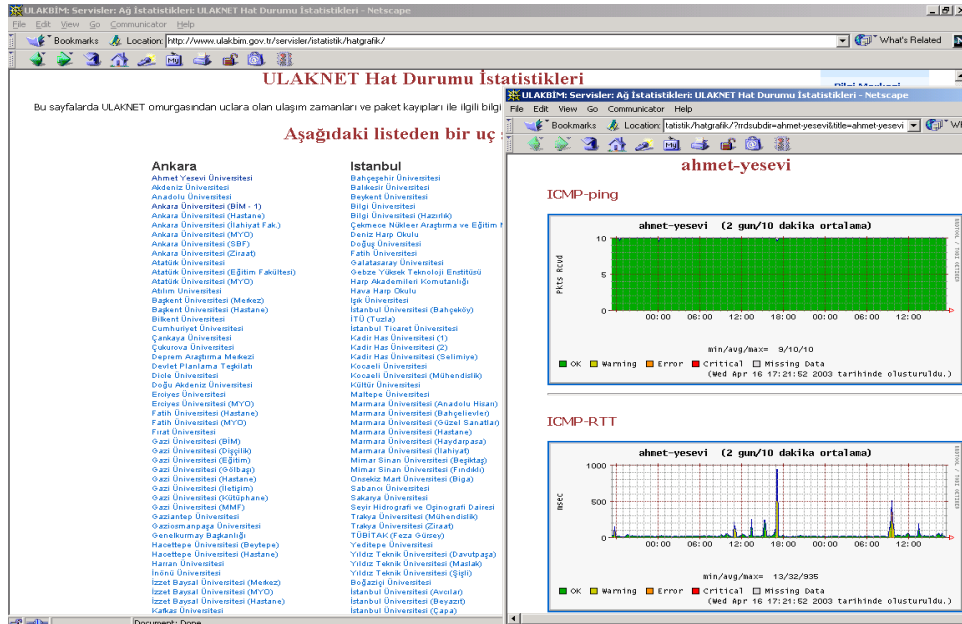 ULAKBİM: Servisler: Ağ İstatistikleri: ULAKNET Hat Durumu İstatistikleri - Netscape
File Edit View Go Communicator Help
Bookmarks Location: http://www.ulakbim.gov.tr/servisler/istatistik/hatgrafik/ What's Related
ULAKNET Hat Durumu İstatistikleri
Bu sayfalarda ULAKNET omurgasından uclara olan ulaşım zamanları ve paket kayıpları ile ilgili bilgi
Aşağıdaki listeden bir uç
Ankara
Ahmet Yesevi Üniversitesi
Akdeniz Üniversitesi
Anadolu Üniversitesi
Ankara Üniversitesi (BİM - 1)
Ankara Üniversitesi (Hastane)
Ankara Üniversitesi (İlahiyat Fak.)
Ankara Üniversitesi (MYO)
Ankara Üniversitesi (SBF)
Ankara Üniversitesi (Ziraat)
Atatürk Üniversitesi
Atatürk Üniversitesi (Eğitim Fakültesi)
Atatürk Üniversitesi (MYO)
Atılım Universitesi
Başkent Üniversitesi (Merkez)
Başkent Üniversitesi (Hastane)
Bilkent Üniversitesi
Cumhuriyet Üniversitesi
Çankaya Üniversitesi
Çukurova Üniversitesi
Deprem Araştırma Merkezi
Devlet Planlama Teşkilatı
Dicle Üniversitesi
Doğu Akdeniz Üniversitesi
Erciyes Üniversitesi
Erciyes Üniversitesi (MYO)
Fatih Üniversitesi (Hastane)
Fatih Üniversitesi (MYO)
Fırat Üniversitesi
Gazi Üniversitesi (BİM)
Gazi Üniversitesi (Dişçilik)
Gazi Üniversitesi (Eğitim)
Gazi Üniversitesi (Gölbaşı)
Gazi Üniversitesi (Hastane)
Gazi Üniversitesi (İletişim)
Gazi Üniversitesi (Kütüphane)
Gazi Üniversitesi (MMF)
Gaziantep Üniversitesi
Gaziosmanpaşa Üniversitesi
Genelkurmay Başkanlığı
Hacettepe Üniversitesi (Beytepe)
Hacettepe Üniversitesi (Hastane)
Harran Üniversitesi
İnönü Üniversitesi
İzzet Baysal Üniversitesi (Merkez)
İzzet Baysal Üniversitesi (MYO)
İzzet Baysal Üniversitesi (Hastane)
Kafkas Üniversitesi
Istanbul
Bahçeşehir Üniversitesi
Balıkesir Üniversitesi
Beykent Üniversitesi
Bilgi Üniversitesi
Bilgi Üniversitesi (Hazırlık)
Çekmece Nükleer Araştırma ve Eğitim
Deniz Harp Okulu
Doğuş Üniversitesi
Fatih Üniversitesi
Galatasaray Üniversitesi
Gebze Yüksek Teknoloji Enstitüsü
Harp Akademileri Komutanlığı
Hava Harp Okulu
Işık Üniversitesi
İstanbul Üniversitesi (Bahçeköy)
İTÜ (Tuzla)
İstanbul Ticaret Üniversitesi
Kadir Has Üniversitesi (1)
Kadir Has Üniversitesi (2)
Kadir Has Üniversitesi (Selimiye)
Kocaeli Üniversitesi
Kocaeli Üniversitesi (Mühendislik)
Kültür Üniversitesi
Maltepe Üniversitesi
Marmara Üniversitesi (Anadolu Hisarı)
Marmara Üniversitesi (Bahçelievler)
Marmara Üniversitesi (Güzel Sanatlar)
Marmara Üniversitesi (Hastane)
Marmara Üniversitesi (Haydarpasa)
Marmara Üniversitesi (İlahiyat)
Mimar Sinan Üniversitesi (Beşiktaş)
Mimar Sinan Üniversitesi (Fındıklı)
Onsekiz Mart Üniversitesi (Biga)
Sabancı Üniversitesi
Sakarya Üniversitesi
Seyir Hidrografi ve Oşinografi Dairesi
Trakya Üniversitesi (Mühendislik)
Trakya Üniversitesi (Ziraat)
TÜBİTAK (Feza Gürsey)
Yeditepe Üniversitesi
Yıldız Teknik Üniversitesi (Davutpaşa)
Yıldız Teknik Üniversitesi (Maslak)
Yıldız Teknik Üniversitesi (Şişli)
Boğaziçi Üniversitesi
İstanbul Üniversitesi (Avcılar)
İstanbul Üniversitesi (Beyazıt)
İstanbul Üniversitesi (Çapa)
Document: Done
ULAKBİM: Servisler: Ağ İstatistikleri: ULAKNET Hat Durumu İstatistikleri - Netscape
File Edit View Go Communicator Help
Bookmarks Location: tatistik/hatgrafik/?rrdsubdir=ahmet-yesevi&title=ahmet-yesevi
ahmet-yesevi
ICMP-ping
ahmet-yesevi (2 gun/10 dakika ortalama)
Pkts Rcvd
10
5
0
00:00 06:00 12:00 18:00 00:00 06:00 12:00
min/avg/max= 9/10/10
OK Warning Error Critical Missing Data
(Wed Apr 16 17:21:52 2003 tarihinde olusturuldu.)
ICMP-RTT
ahmet-yesevi (2 gun/10 dakika ortalama)
msec
1000
500
0
00:00 06:00 12:00 18:00 00:00 06:00 12:00
min/avg/max= 13/32/935
OK Warning Error Critical Missing Data
(Wed Apr 16 17:21:52 2003 tarihinde olusturuldu.)